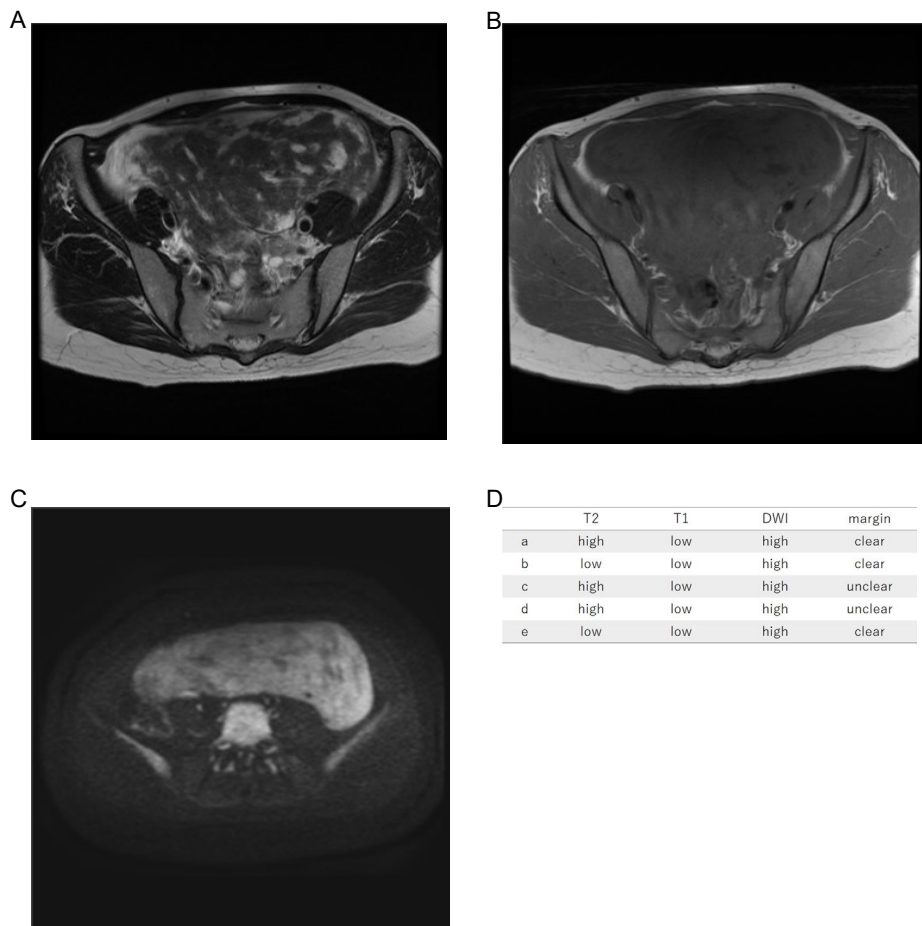 A
B
C
D
T2 T1 DWI margin
a high low high clear
b low low high clear
c high low high unclear
d high low high unclear
e low low high clear